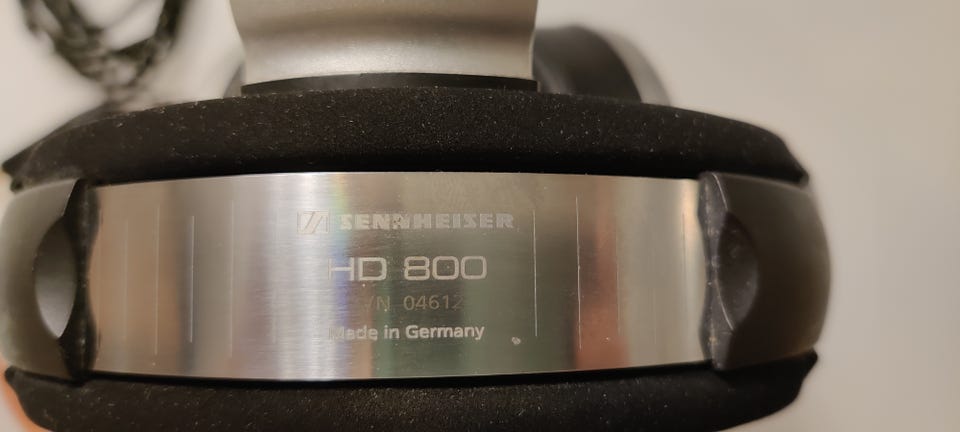 SENNHEISER
HD 800
S/N 04612
Made in Germany